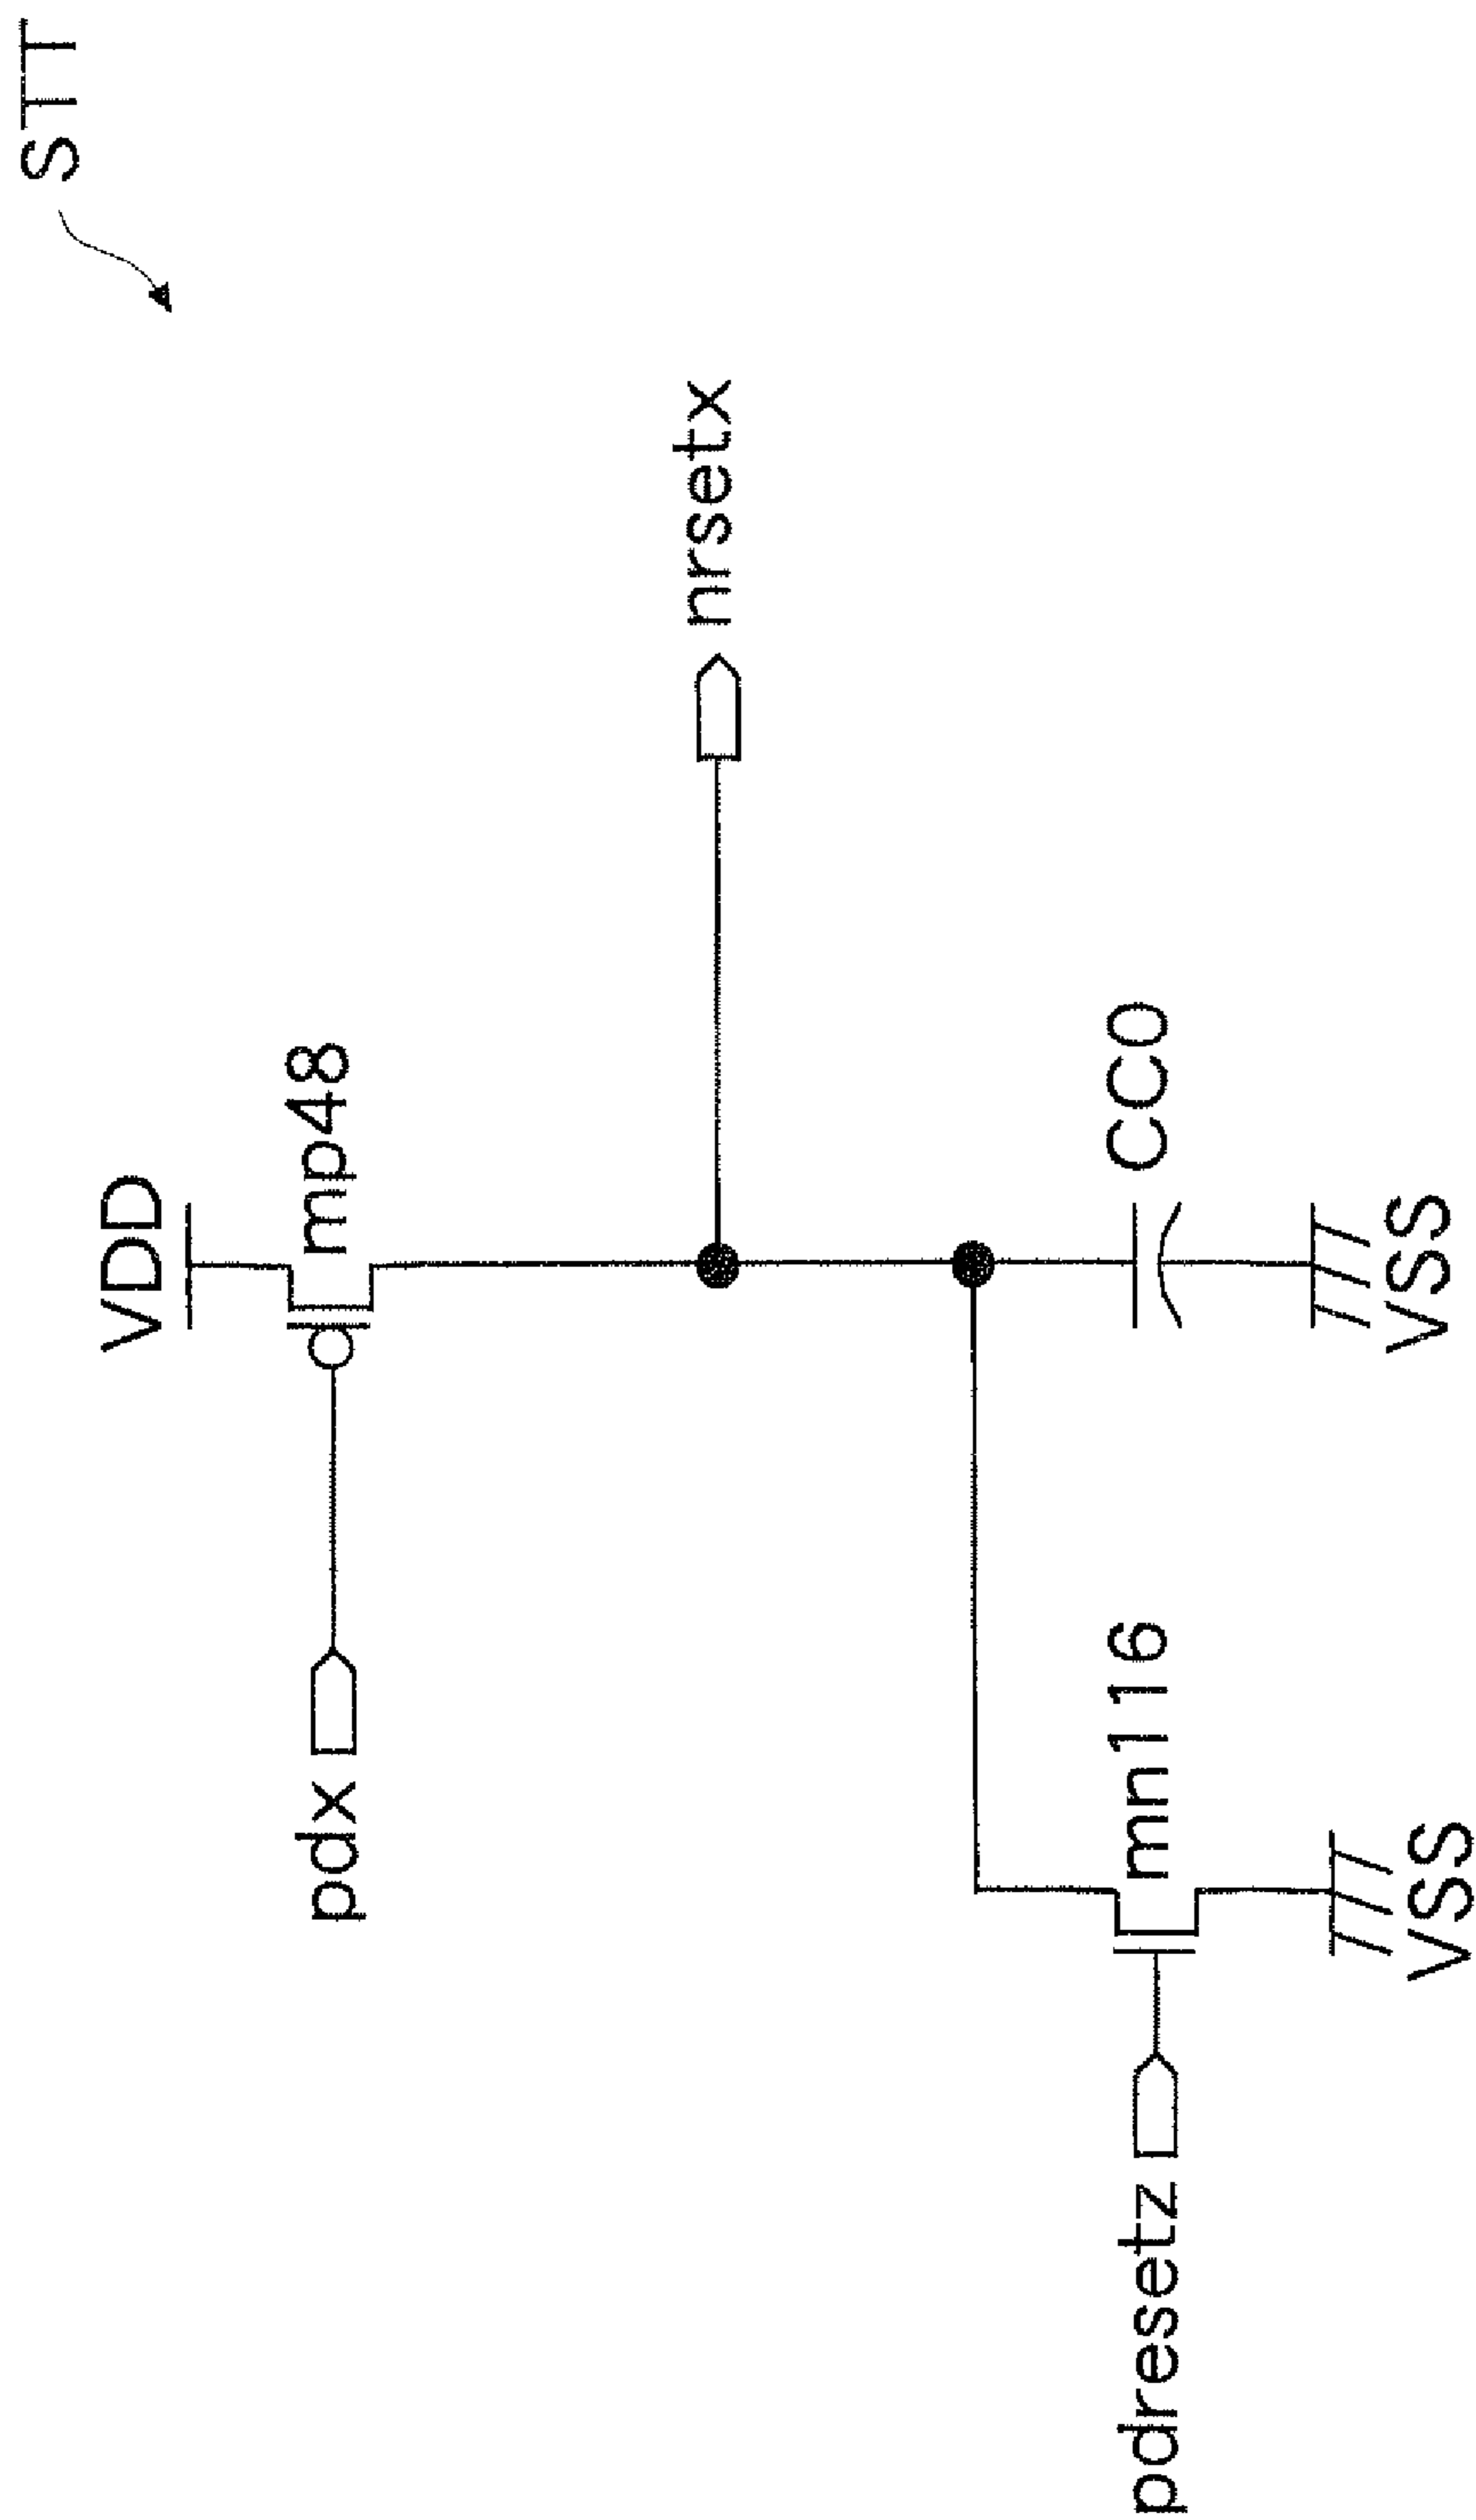 STT
VDD
mp48
pdx
nrsetx
CC0
mn116
pdresetz
VSS
VSS